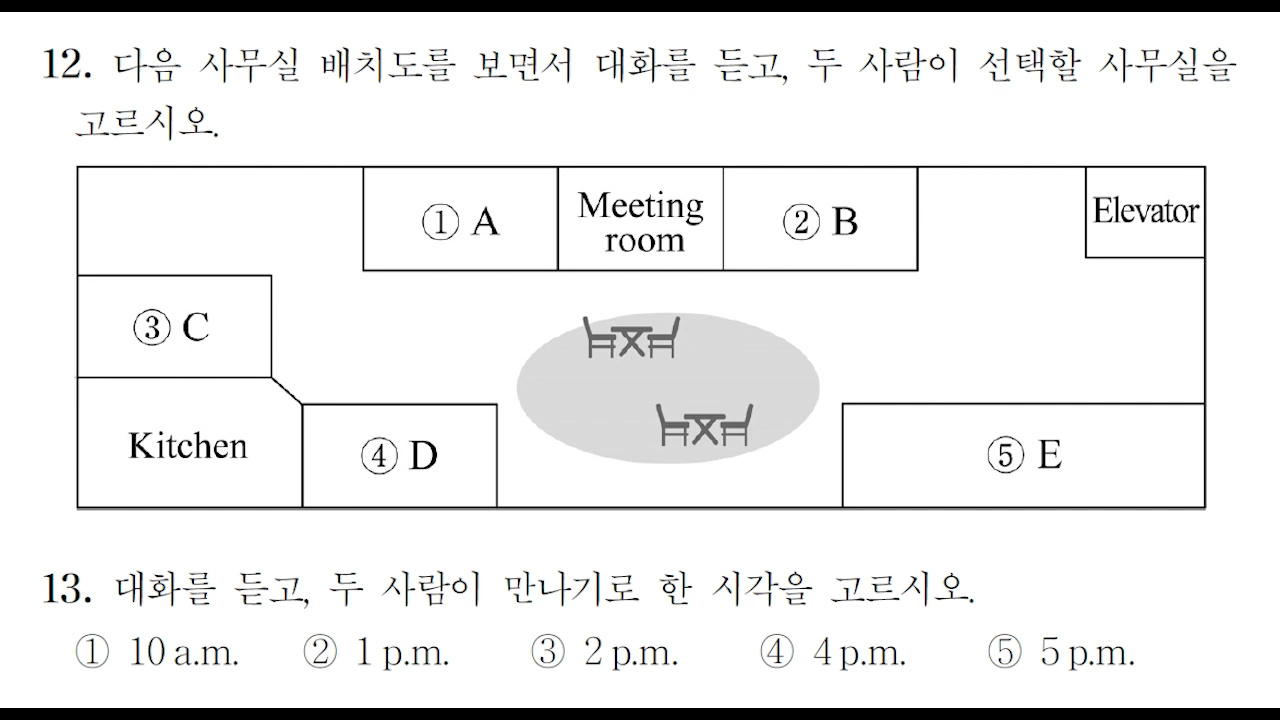 12. 다음 사무실 배치도를 보면서 대화를 듣고, 두 사람이 선택할 사무실을
고르시오.
① A
Meeting
room
② B
Elevator
③ C
Kitchen
④ D
⑤ E
13. 대화를 듣고, 두 사람이 만나기로 한 시각을 고르시오.
① 10 a.m. ② 1 p.m. ③ 2 p.m. ④ 4 p.m. ⑤ 5 p.m.